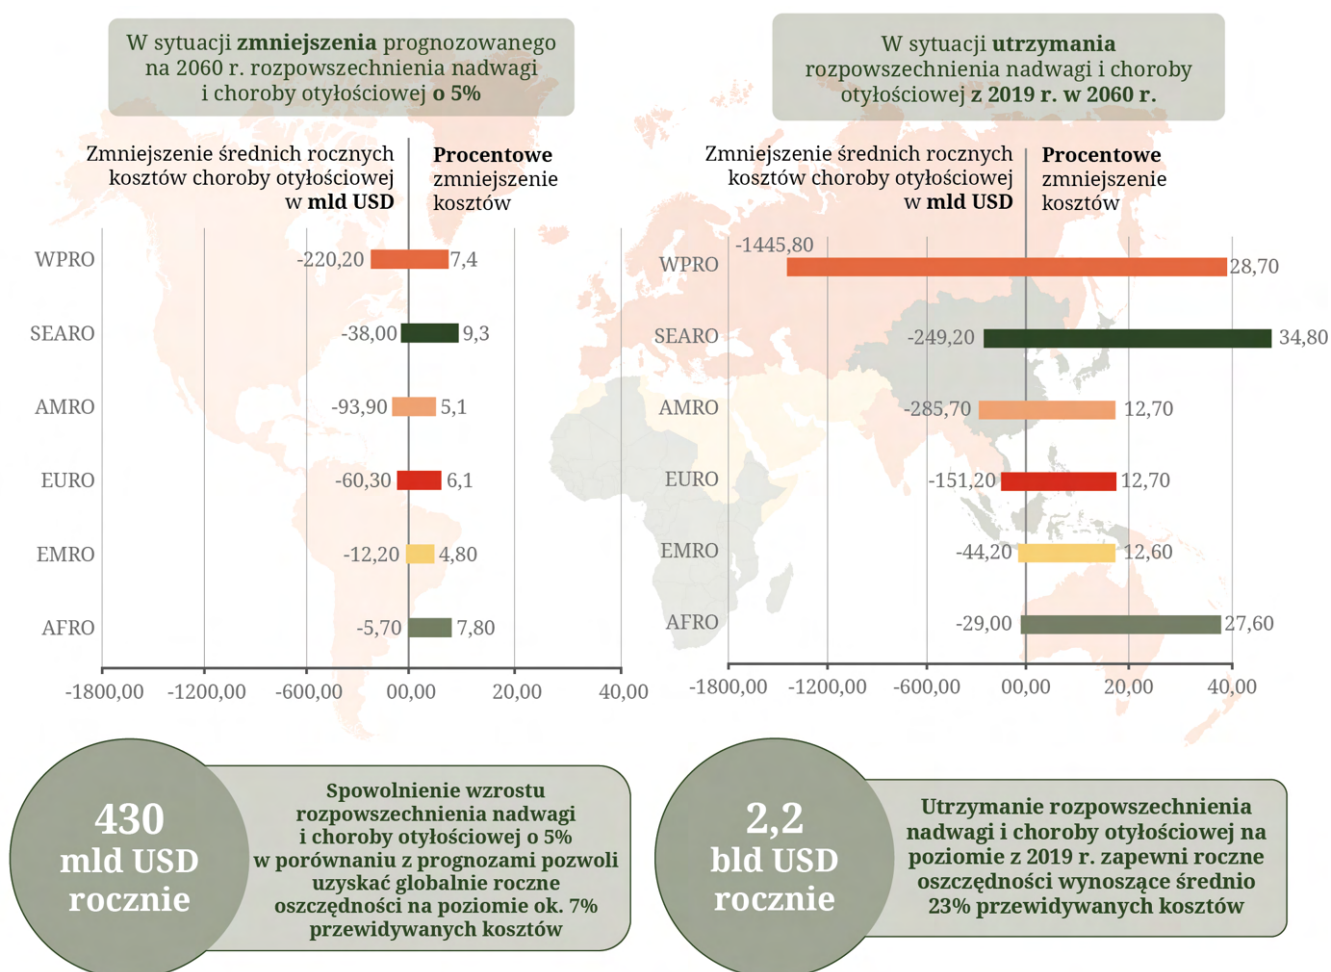 W sytuacji zmniejszenia prognozowanego
na 2060 r. rozpowszechnienia nadwagi
i choroby otyłościowej o 5%
Zmniejszenie średnich rocznych
kosztów choroby otyłościowej
w mld USD
Procentowe
zmniejszenie
kosztów
WPRO -220,20 7,4
SEARO -38,00 9,3
AMRO -93,90 5,1
EURO -60,30 6,1
EMRO -12,20 4,80
AFRO -5,70 7,80
-1800,00 -1200,00 -600,00 00,00 20,00 40,00
430
mld USD
rocznie
Spowolnienie wzrostu
rozpowszechnienia nadwagi
i choroby otyłościowej o 5%
w porównaniu z prognozami pozwoli
uzyskać globalnie roczne
oszczędności na poziomie ok. 7%
przewidywanych kosztów
W sytuacji utrzymania
rozpowszechnienia nadwagi i choroby
otyłościowej z 2019 r. w 2060 r.
Zmniejszenie średnich rocznych
kosztów choroby otyłościowej
w mld USD
Procentowe
zmniejszenie
kosztów
WPRO -1445,80 28,70
SEARO -249,20 34,80
AMRO -285,70 12,70
EURO -151,20 12,70
EMRO -44,20 12,60
AFRO -29,00 27,60
-1800,00 -1200,00 -600,00 00,00 20,00 40,00
2,2
bld USD
rocznie
Utrzymanie rozpowszechnienia
nadwagi i choroby otyłościowej na
poziomie z 2019 r. zapewni roczne
oszczędności wynoszące średnio
23% przewidywanych kosztów